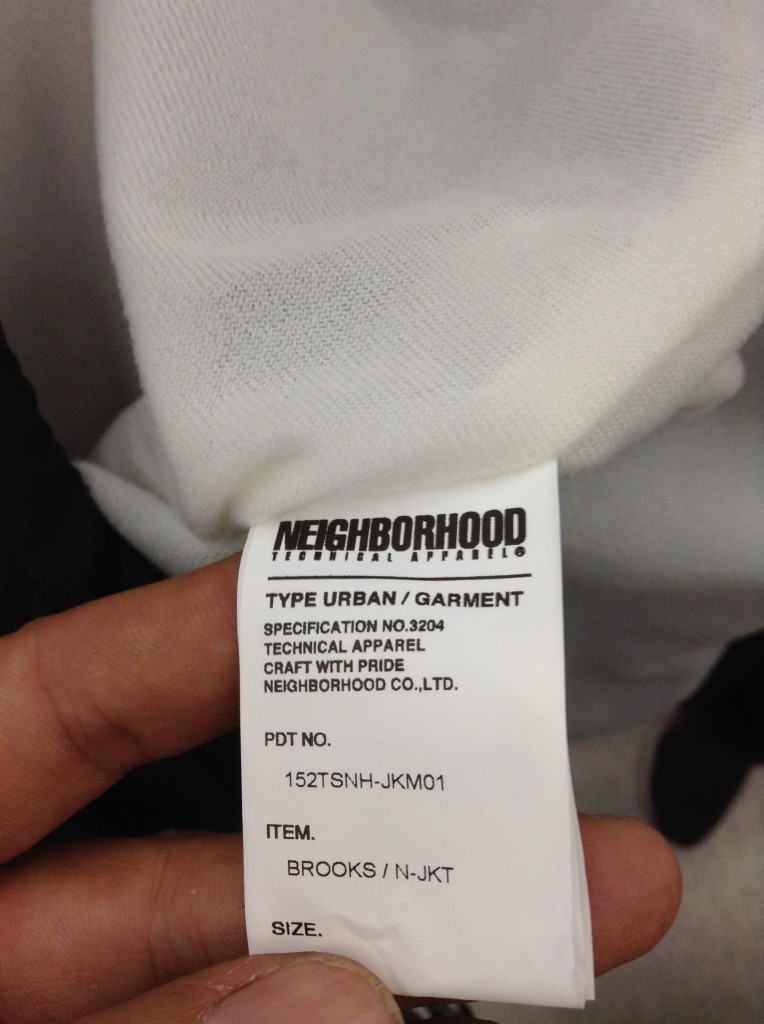 NEIGHBORHOOD
TECHNICAL APPAREL®
TYPE URBAN / GARMENT
SPECIFICATION NO.3204
TECHNICAL APPAREL
CRAFT WITH PRIDE
NEIGHBORHOOD CO.,LTD.
PDT NO.
152TSNH-JKM01
ITEM.
BROOKS / N-JKT
SIZE.